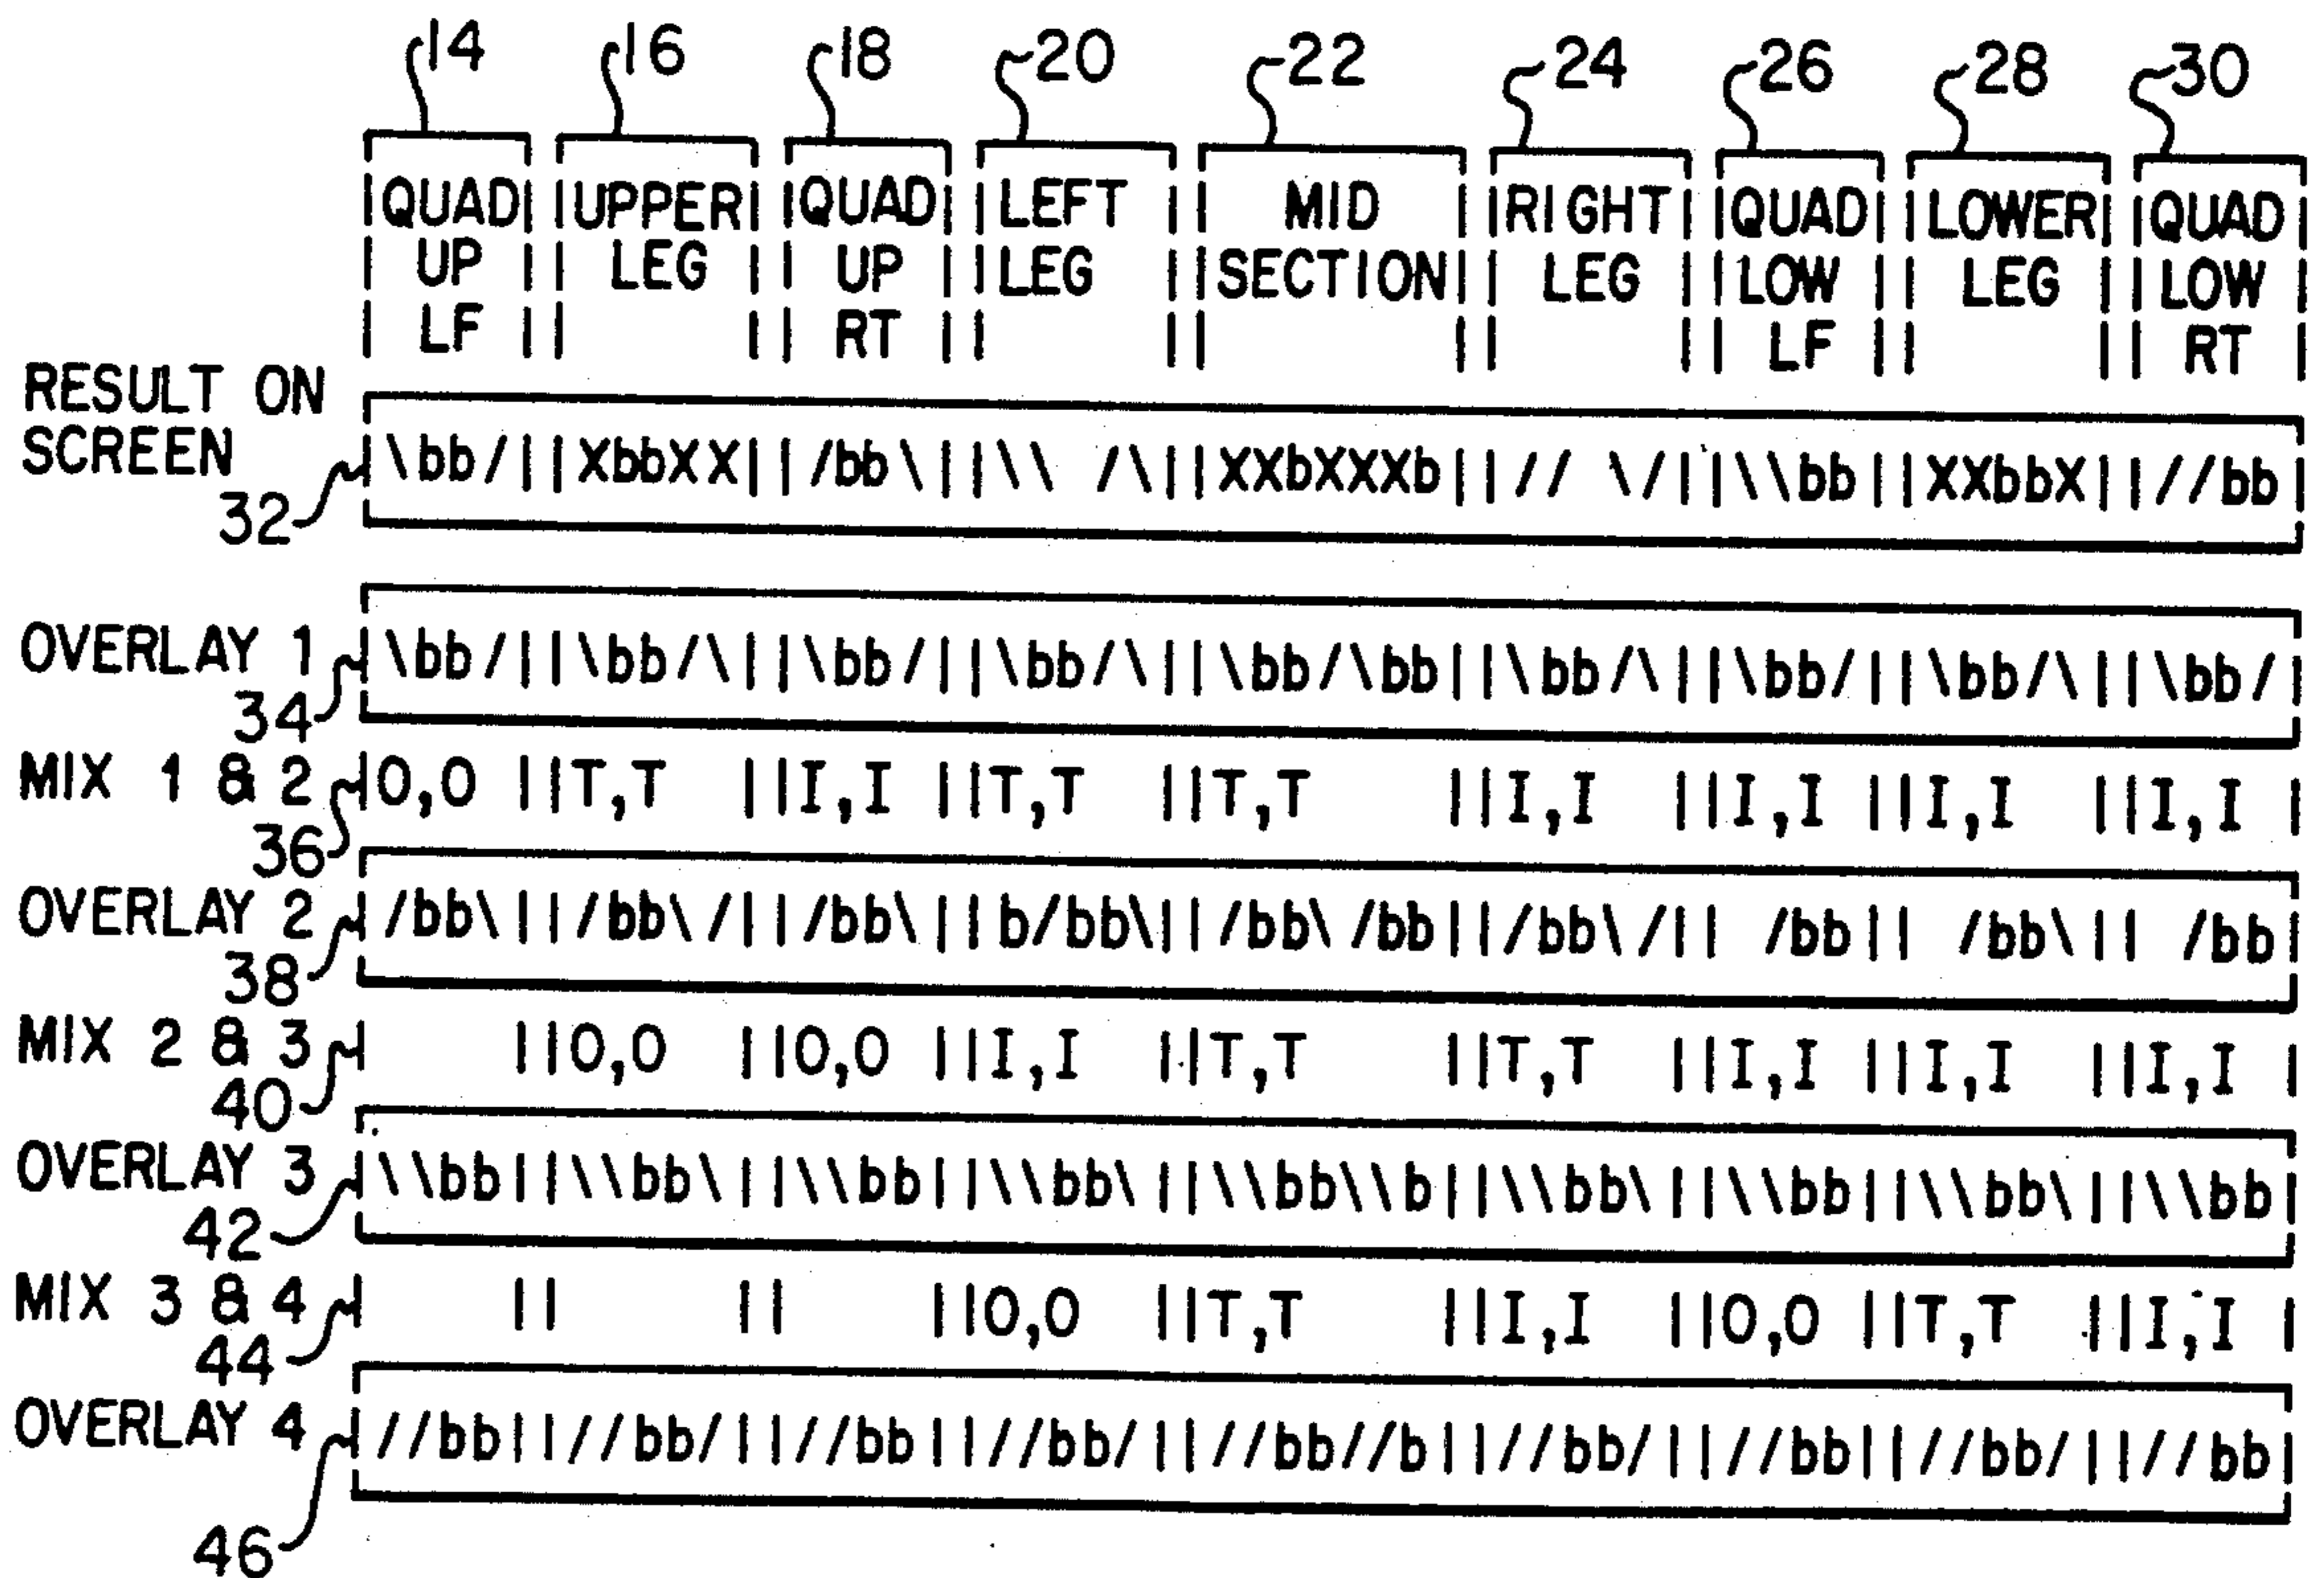 14 16 18 20 22 24 26 28 30
|QUAD| |UPPER| |QUAD| |LEFT || MID ||RIGHT| |QUAD| |LOWER| |QUAD|
| UP || LEG || UP ||LEG ||SECTION|| LEG ||LOW || LEG ||LOW |
| LF || || RT || || || || LF || || RT |
RESULT ON
SCREEN |\bb/||XbbXX||/bb\||\\ /\||XXbXXXb||// \/||\\bb||XXbbX||//bb|
32
OVERLAY 1 |\bb/||\bb/\||\bb/||\bb/\||\bb/\bb||\bb/\||\bb/||\bb/\||\bb/|
34
MIX 1 & 2 |O,O ||T,T ||I,I ||T,T ||T,T ||I,I ||I,I ||I,I ||I,I |
36
OVERLAY 2 |/bb\||/bb\/||/bb\||b/bb\||/bb\/bb||/bb\/|| /bb|| /bb\|| /bb|
38
MIX 2 & 3 | ||O,O ||O,O ||I,I ||T,T ||T,T ||I,I ||I,I ||I,I |
40
OVERLAY 3 |\\bb||\\bb\||\\bb||\\bb\||\\bb\\b||\\bb\||\\bb||\\bb\||\\bb|
42
MIX 3 & 4 | || || ||O,O ||T,T ||I,I ||O,O ||T,T ||I,I |
44
OVERLAY 4 |//bb||//bb/||//bb||//bb/||//bb//b||//bb/||//bb||//bb/||//bb|
46